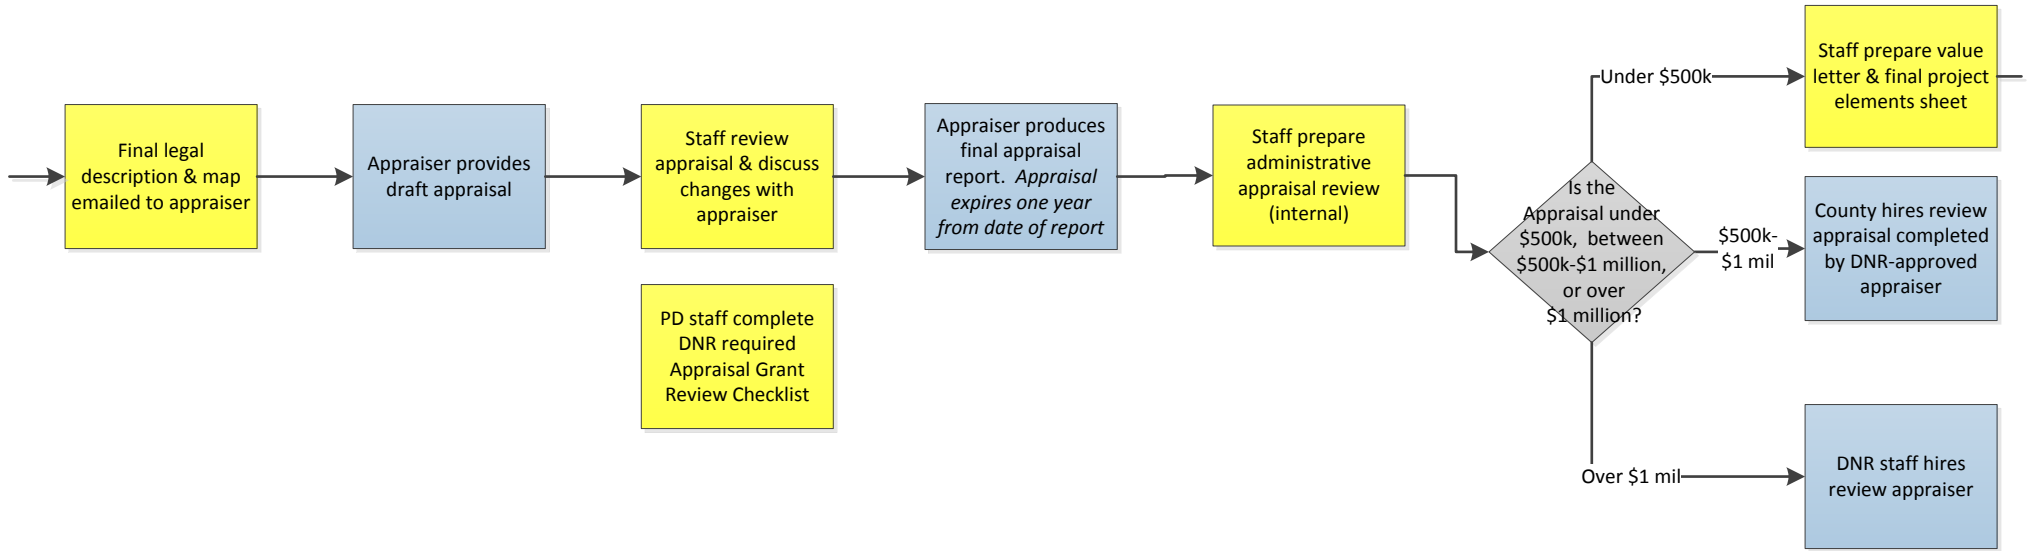 Final legal
description & map
emailed to appraiser
Appraiser provides
draft appraisal
Staff review
appraisal & discuss
changes with
appraiser
PD staff complete
DNR required
Appraisal Grant
Review Checklist
Appraiser produces
final appraisal
report.  Appraisal
expires one year
from date of report
Staff prepare
administrative
appraisal review
(internal)
Is the
Appraisal under
$500k,  between
$500k-$1 million,
or over
$1 million?
Under $500k
Staff prepare value
letter & final project
elements sheet
$500k-
$1 mil
County hires review
appraisal completed
by DNR-approved
appraiser
Over $1 mil
DNR staff hires
review appraiser